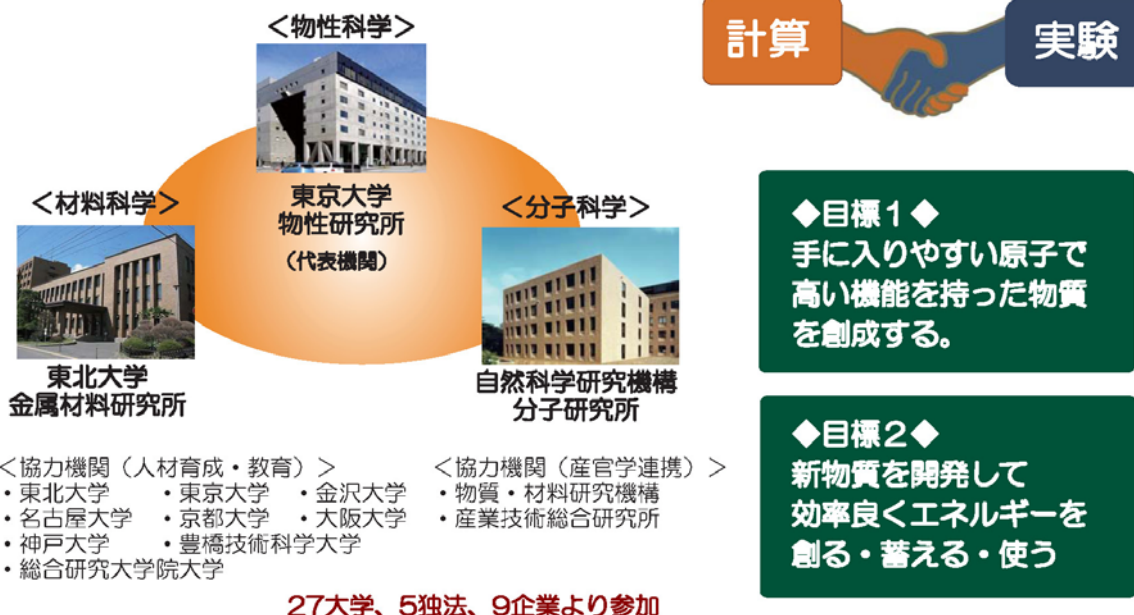 ＜物性科学＞
東京大学
物性研究所
（代表機関）
＜材料科学＞
東北大学
金属材料研究所
＜分子科学＞
自然科学研究機構
分子研究所
＜協力機関（人材育成・教育）＞
・東北大学　・東京大学　・金沢大学
・名古屋大学　・京都大学　・大阪大学
・神戸大学　・豊橋技術科学大学
・総合研究大学院大学
＜協力機関（産官学連携）＞
・物質・材料研究機構
・産業技術総合研究所
27大学、5独法、9企業より参加
計算
実験
◆目標１◆
手に入りやすい原子で
高い機能を持った物質
を創成する。
◆目標２◆
新物質を開発して
効率良くエネルギーを
創る・蓄える・使う